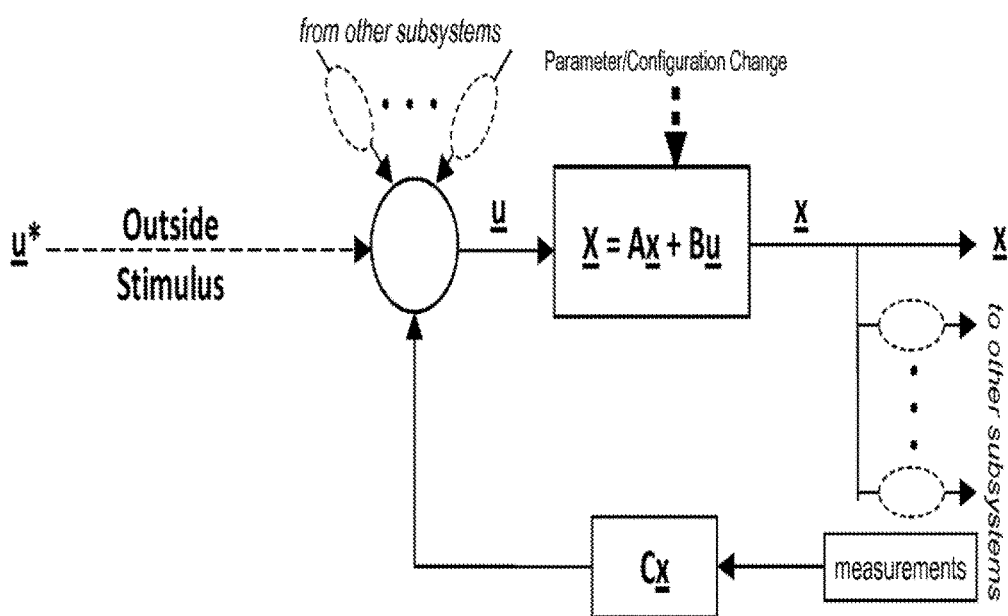 from other subsystems
Parameter/Configuration Change
u* Outside
Stimulus
u
X = Ax + Bu
x
x
to other subsystems
Cx
measurements